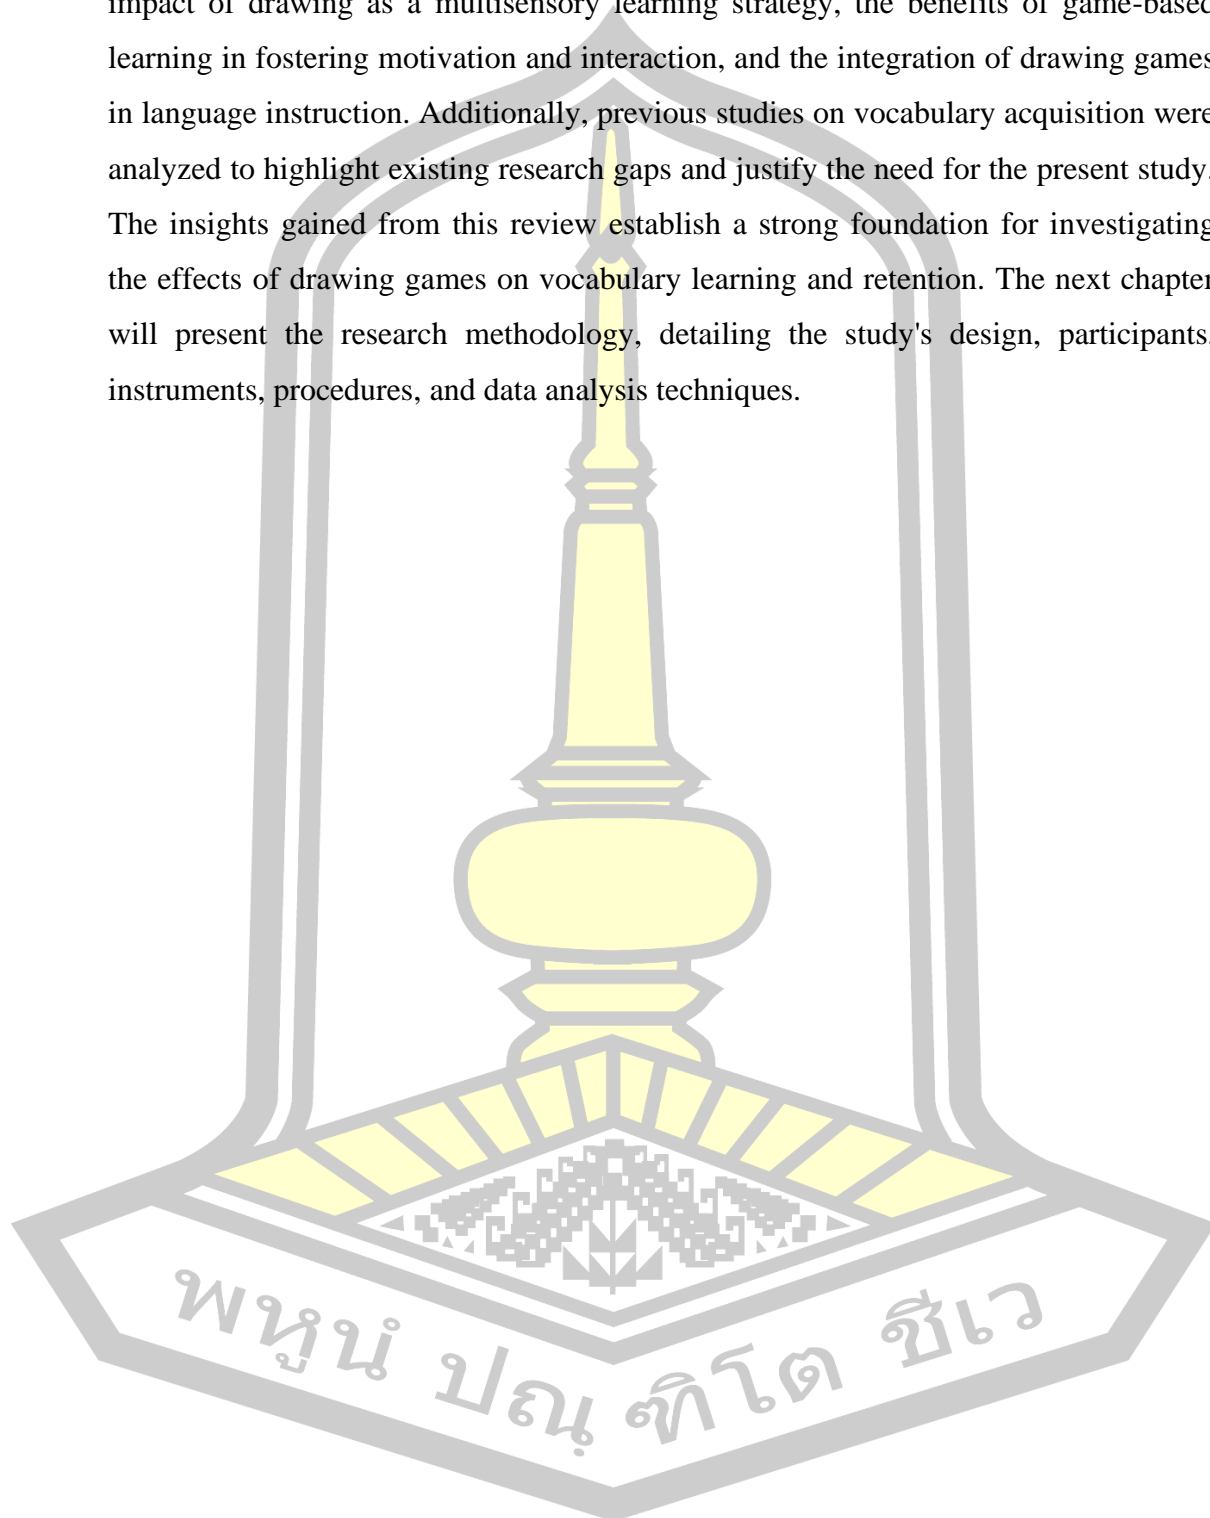 impact of drawing as a multisensory learning strategy, the benefits of game-based
learning in fostering motivation and interaction, and the integration of drawing games
in language instruction. Additionally, previous studies on vocabulary acquisition were
analyzed to highlight existing research gaps and justify the need for the present study.
The insights gained from this review establish a strong foundation for investigating
the effects of drawing games on vocabulary learning and retention. The next chapter
will present the research methodology, detailing the study's design, participants,
instruments, procedures, and data analysis techniques.
พหูนํ ปณฺฑิโต ชีเว